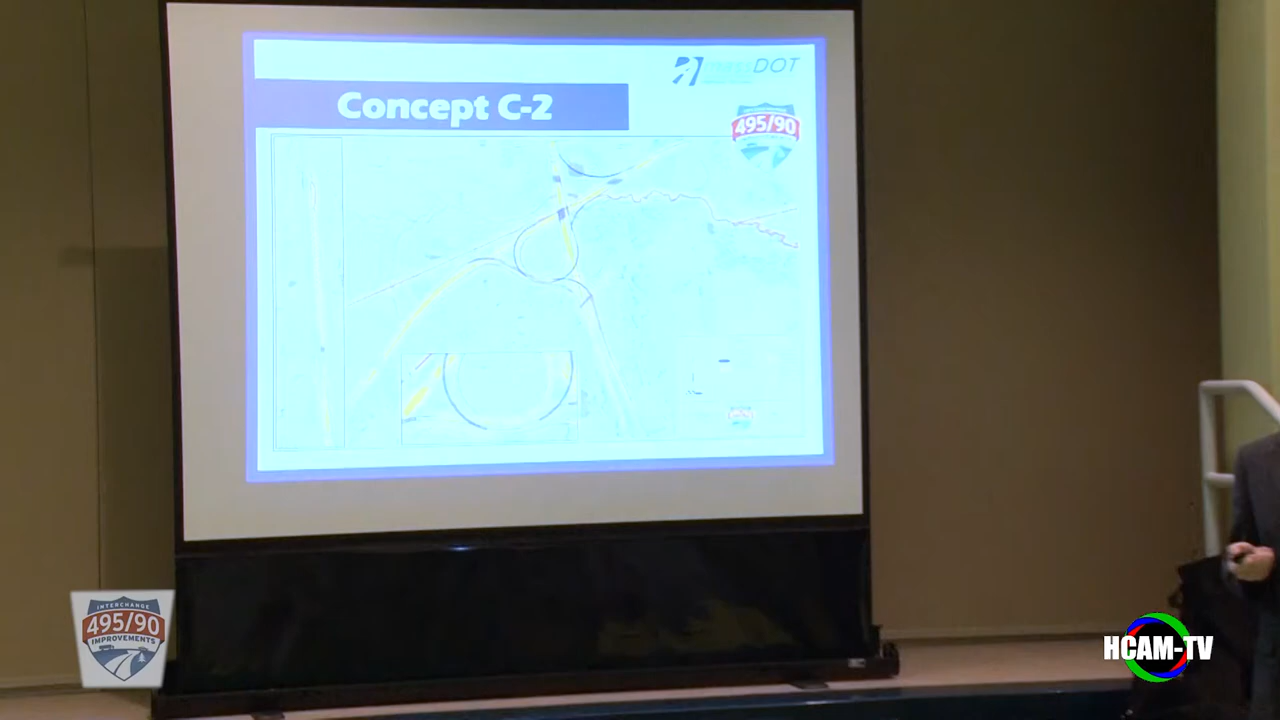 DOT
Concept C-2
495/90
INTERCHANGE
495/90
IMPROVEMENTS
HCAM-TV